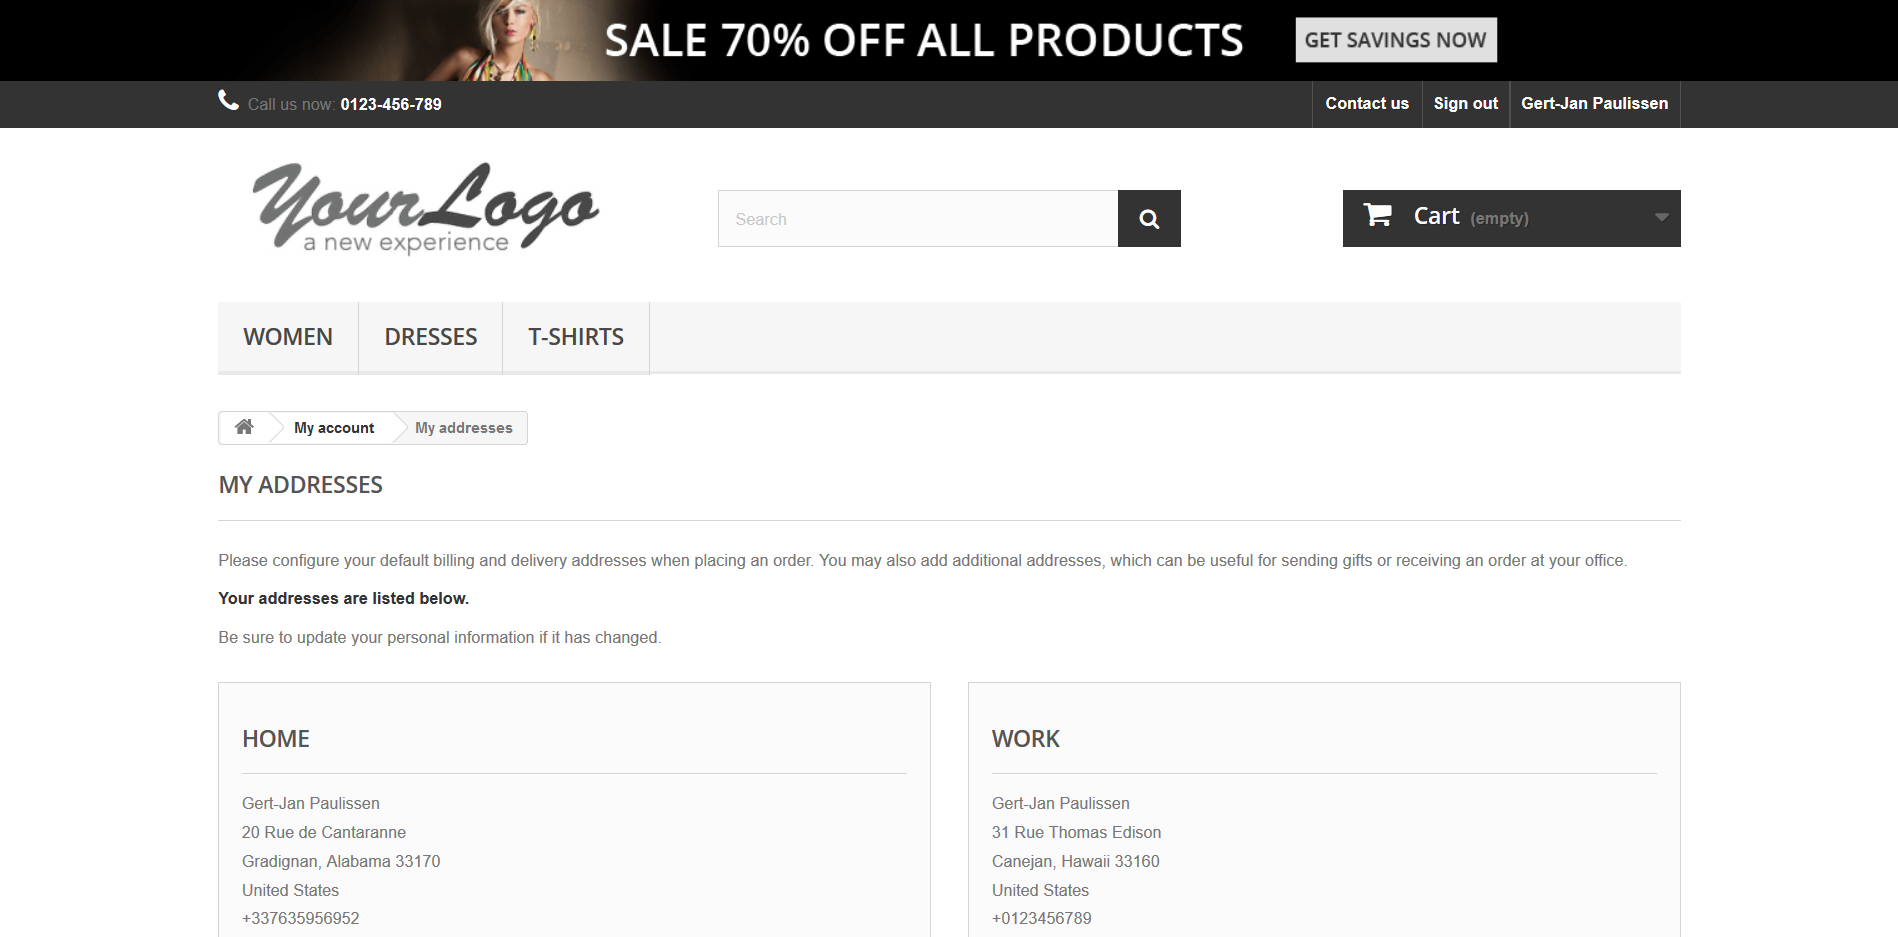 SALE 70% OFF ALL PRODUCTS GET SAVINGS NOW
Call us now: 0123-456-789 Contact us Sign out Gert-Jan Paulissen
Your Logo
a new experience
Search
Cart (empty)
WOMEN DRESSES T-SHIRTS
My account My addresses
MY ADDRESSES
Please configure your default billing and delivery addresses when placing an order. You may also add additional addresses, which can be useful for sending gifts or receiving an order at your office.
Your addresses are listed below.
Be sure to update your personal information if it has changed.
HOME
Gert-Jan Paulissen
20 Rue de Cantaranne
Gradignan, Alabama 33170
United States
+337635956952
WORK
Gert-Jan Paulissen
31 Rue Thomas Edison
Canejan, Hawaii 33160
United States
+0123456789